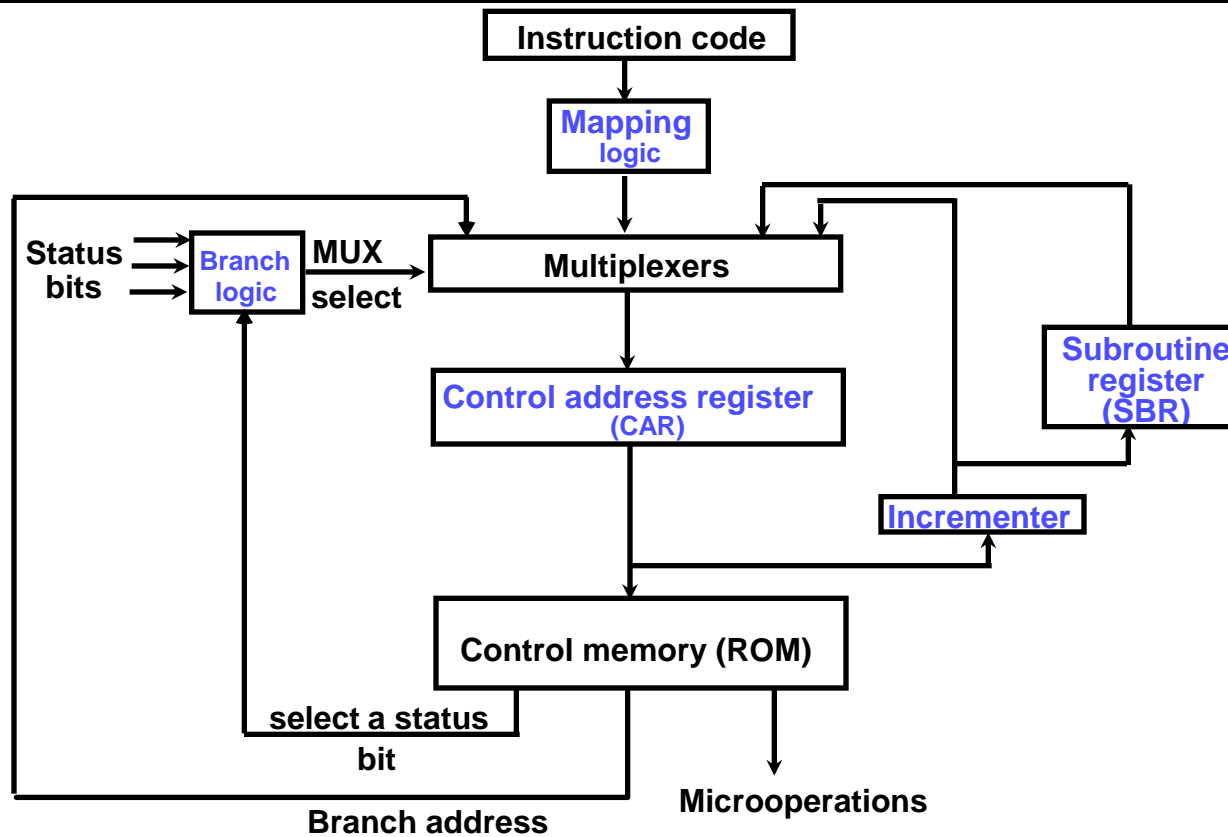 Instruction code
Mapping
logic
Status
bits
Branch
logic
MUX
select
Multiplexers
Subroutine
register
(SBR)
Control address register
(CAR)
Incrementer
Control memory (ROM)
select a status
bit
Microoperations
Branch address